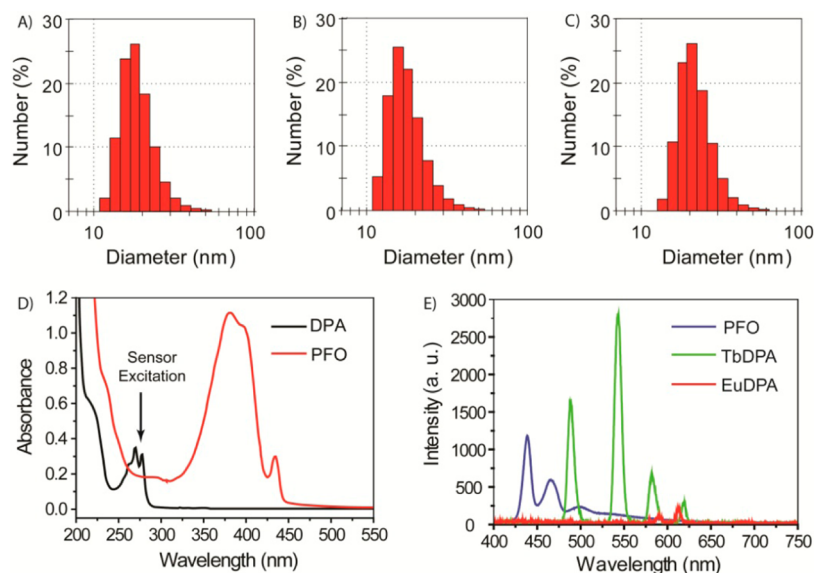 A)
30
20
10
0
Number (%)
10
100
Diameter (nm)
B)
30
20
10
0
Number (%)
10
100
Diameter (nm)
C)
30
20
10
0
Number (%)
10
100
Diameter (nm)
D)
1.2
1.0
0.8
0.6
0.4
0.2
0.0
Absorbance
DPA
PFO
Sensor
Excitation
200 250 300 350 400 450 500 550
Wavelength (nm)
E)
3000
2500
2000
1500
1000
500
0
Intensity (a. u.)
PFO
TbDPA
EuDPA
400 450 500 550 600 650 700 750
Wavelength (nm)